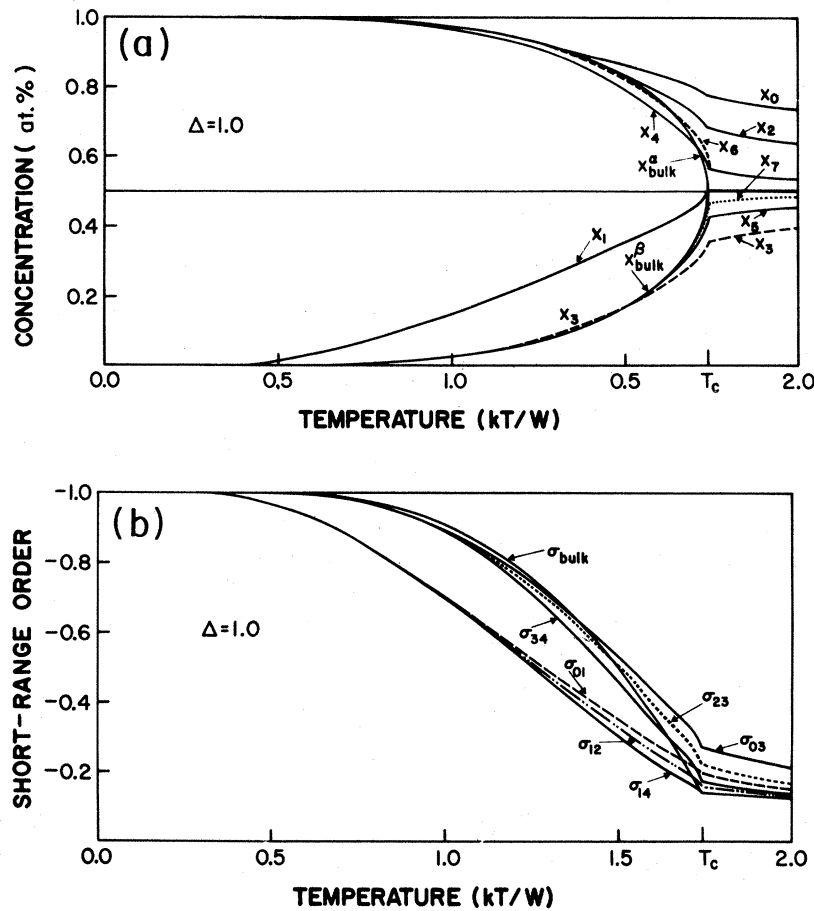 (a)
CONCENTRATION( at.%)
1.0
0.8
0.6
0.4
0.2
Δ=1.0
X0
X2
X4
X6
X7
Xαbulk
X5
X1
Xβbulk
X3
X3
0.0 0.5 1.0 0.5 Tc 2.0
TEMPERATURE (kT/W)
(b)
SHORT-RANGE ORDER
-1.0
-0.8
-0.6
-0.4
-0.2
Δ=1.0
σbulk
σ34
σ01
σ23
σ03
σ12
σ14
0.0 0.5 1.0 1.5 Tc 2.0
TEMPERATURE (kT/W)